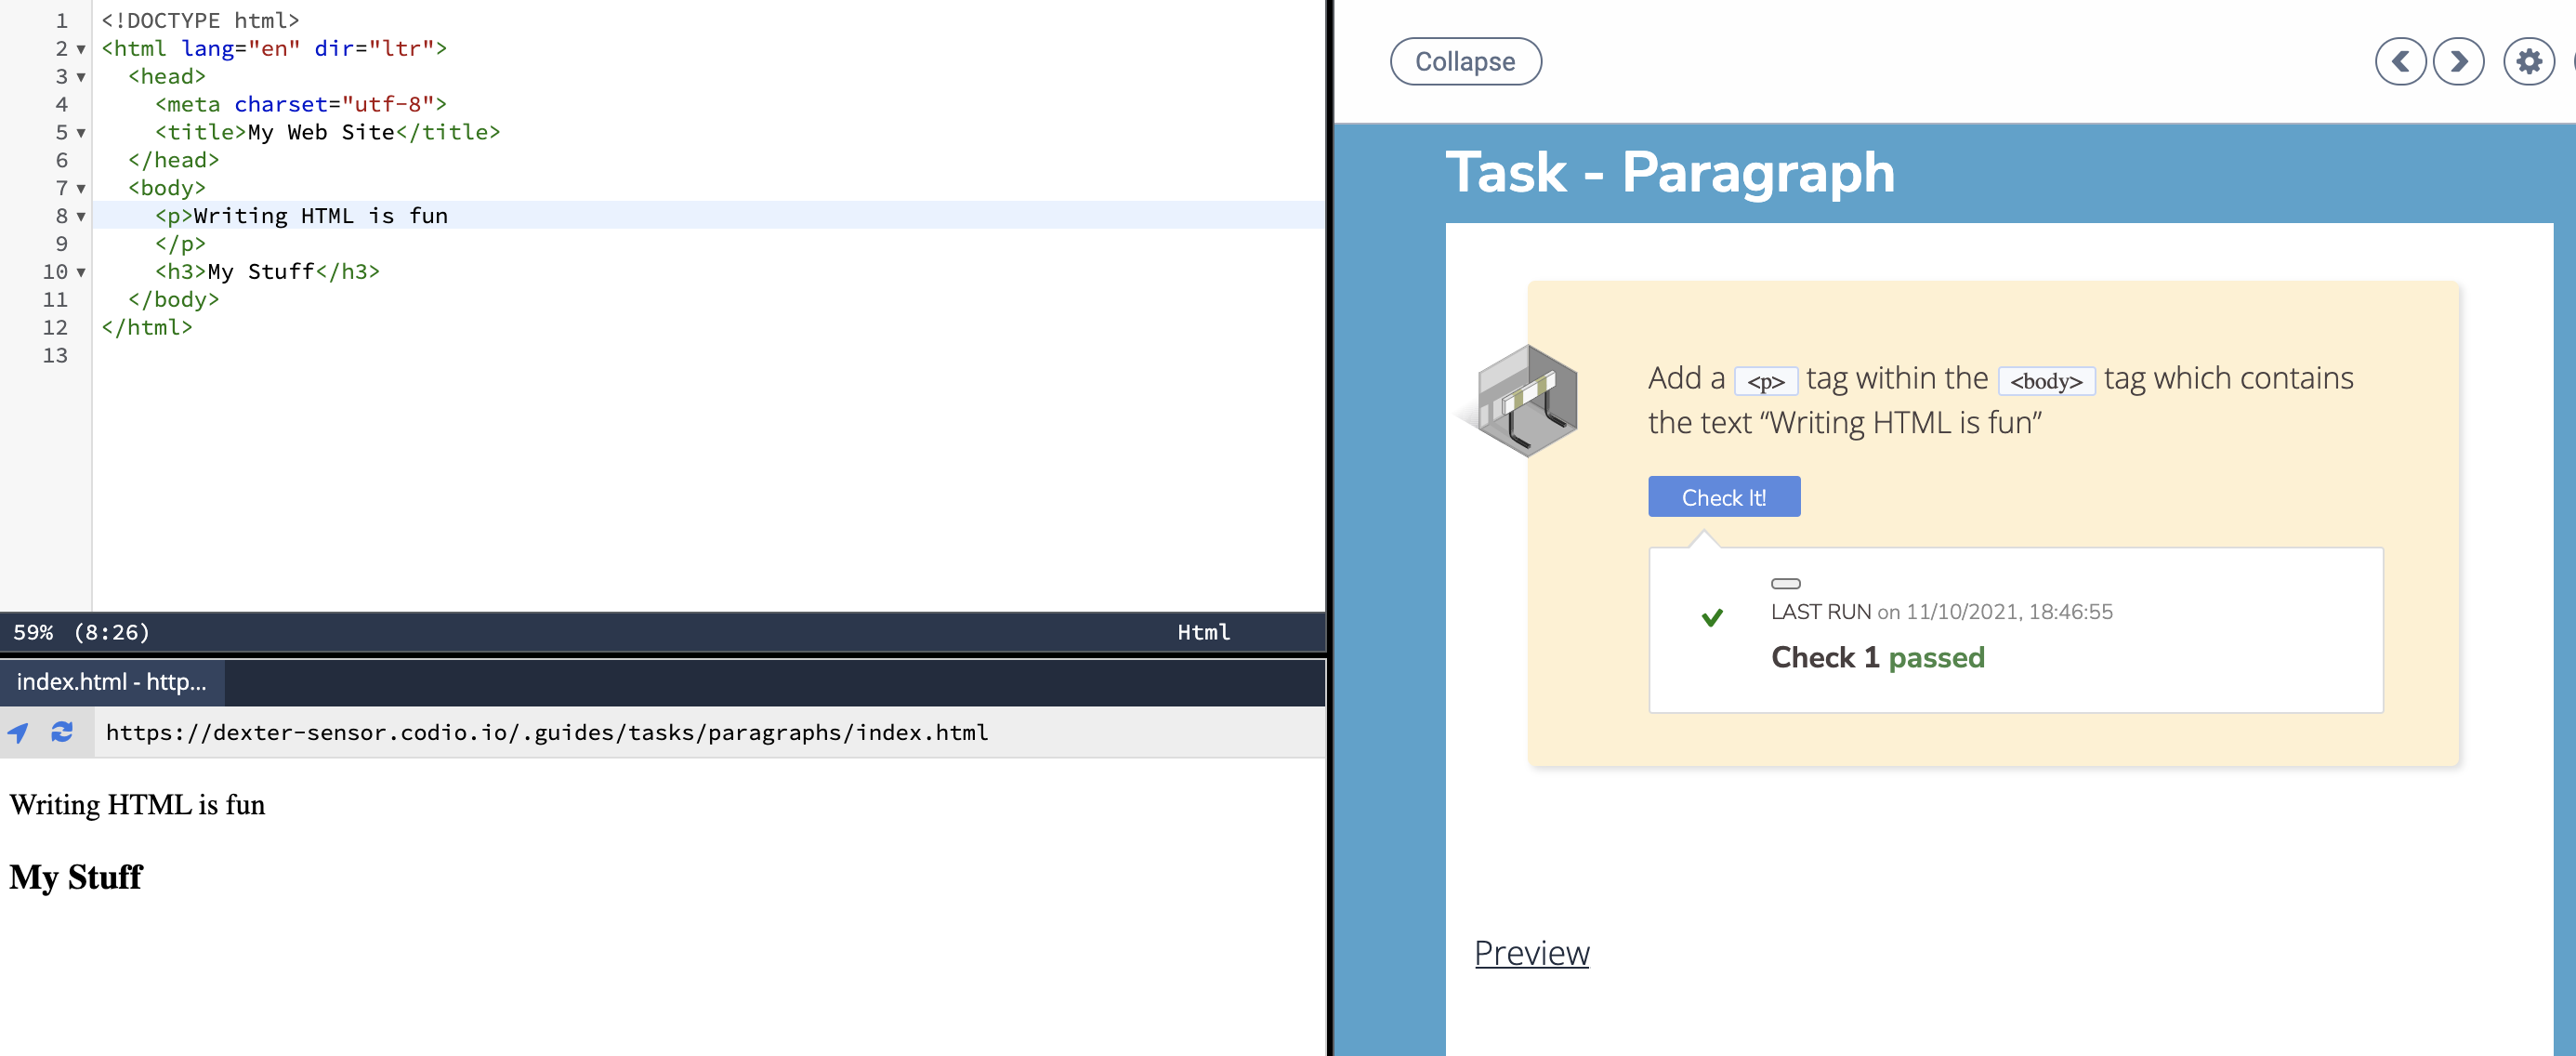 1 <!DOCTYPE html>
2 <html lang="en" dir="ltr">
3 <head>
4 <meta charset="utf-8">
5 <title>My Web Site</title>
6 </head>
7 <body>
8 <p>Writing HTML is fun
9 </p>
10 <h3>My Stuff</h3>
11 </body>
12 </html>
13
59% (8:26) Html
index.html - http...
https://dexter-sensor.codio.io/.guides/tasks/paragraphs/index.html
Writing HTML is fun
My Stuff
Collapse
Task - Paragraph
Add a <p> tag within the <body> tag which contains
the text “Writing HTML is fun”
Check It!
LAST RUN on 11/10/2021, 18:46:55
Check 1 passed
Preview